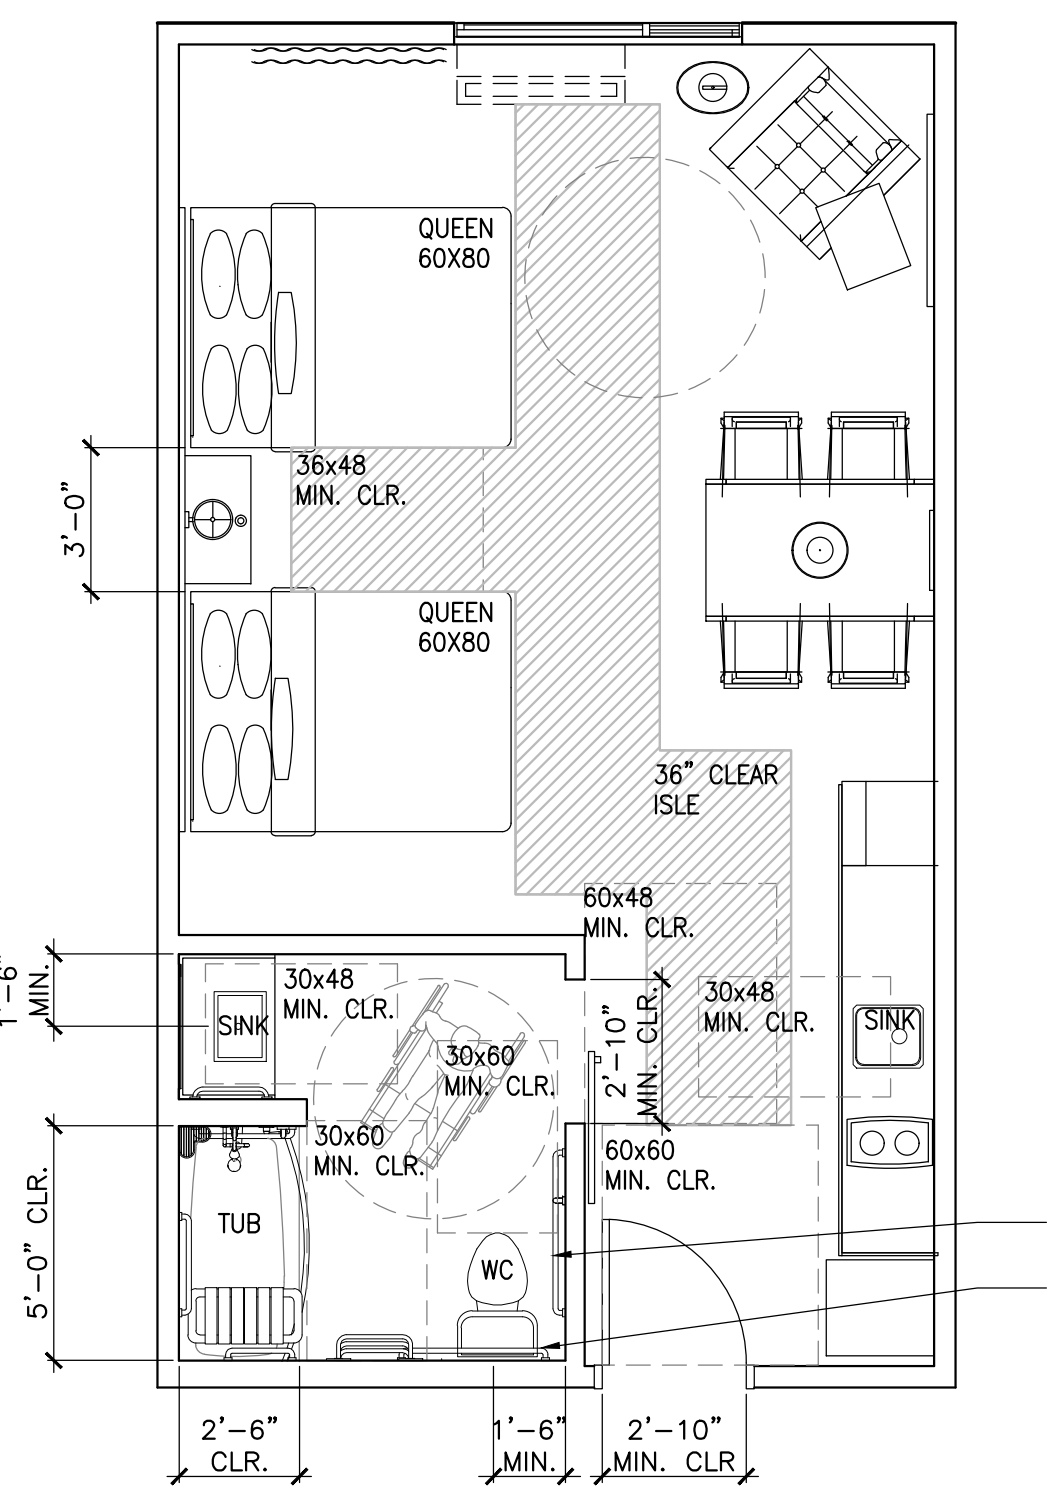 QUEEN
60X80
36x48
MIN. CLR.
3'-0"
QUEEN
60X80
36" CLEAR
ISLE
60x48
MIN. CLR.
1'-6"
MIN.
30x48
MIN. CLR.
SINK
30x60
MIN. CLR.
2'-10"
MIN. CLR.
30x48
MIN. CLR.
SINK
30x60
MIN. CLR.
60x60
MIN. CLR.
5'-0" CLR.
TUB
WC
2'-6"
CLR.
1'-6"
MIN.
2'-10"
MIN. CLR